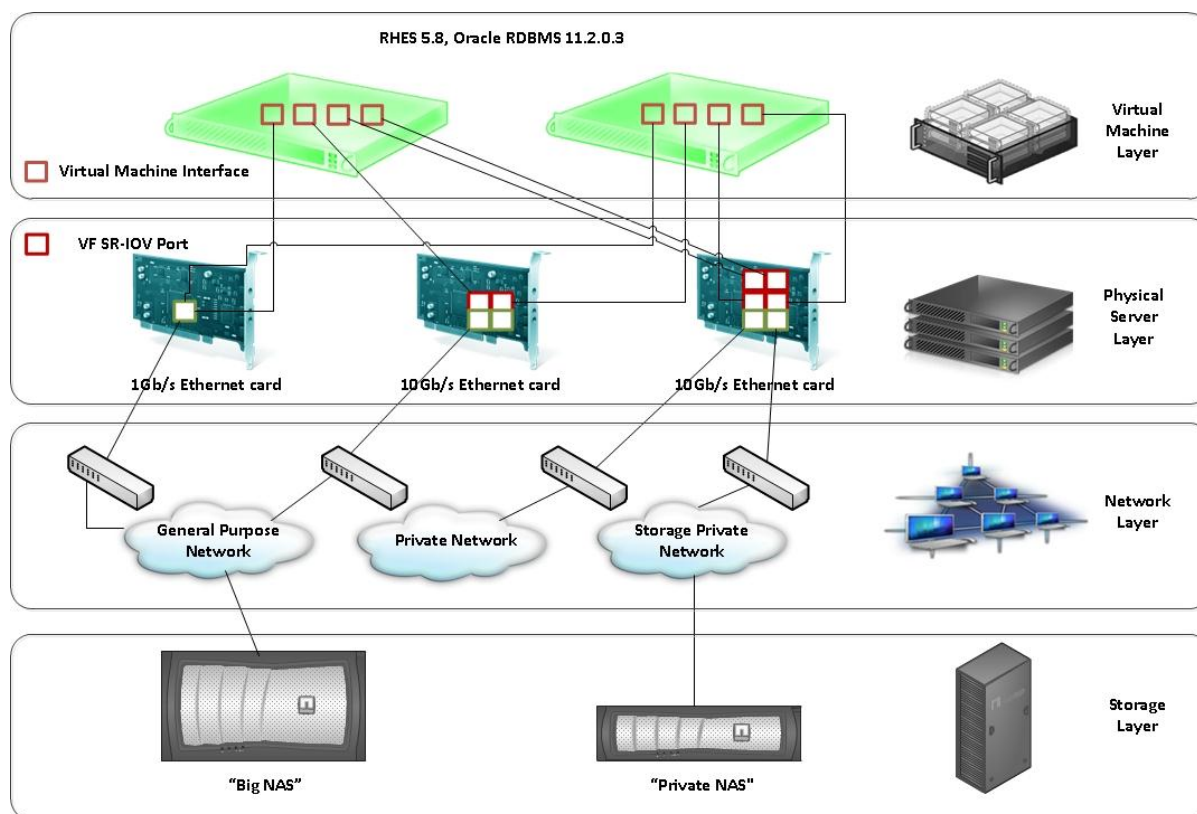 RHES 5.8, Oracle RDBMS 11.2.0.3
Virtual
Machine
Layer
Virtual Machine Interface
VF SR-IOV Port
Physical
Server
Layer
1Gb/s Ethernet card
10Gb/s Ethernet card
10Gb/s Ethernet card
General Purpose
Network
Private Network
Storage Private
Network
Network
Layer
Storage
Layer
“Big NAS”
“Private NAS"